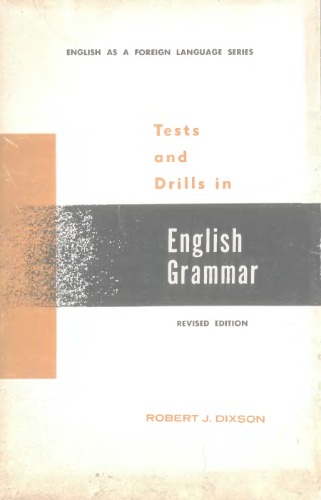 ENGLISH AS A FOREIGN LANGUAGE SERIES
Tests
and
Drills in
English
Grammar
REVISED EDITION
ROBERT J. DIXSON